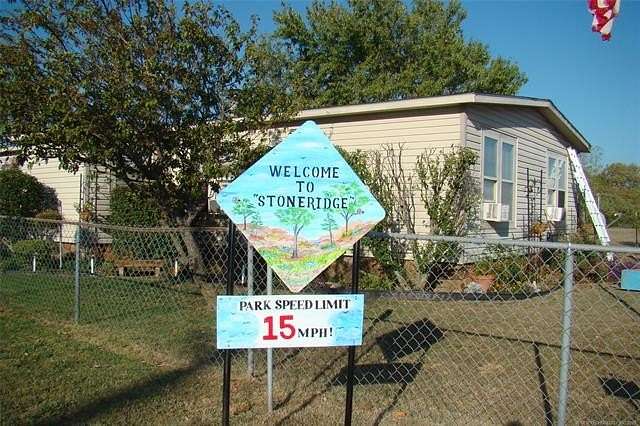 WELCOME
TO
"STONERIDGE"
PARK SPEED LIMIT
15 MPH!